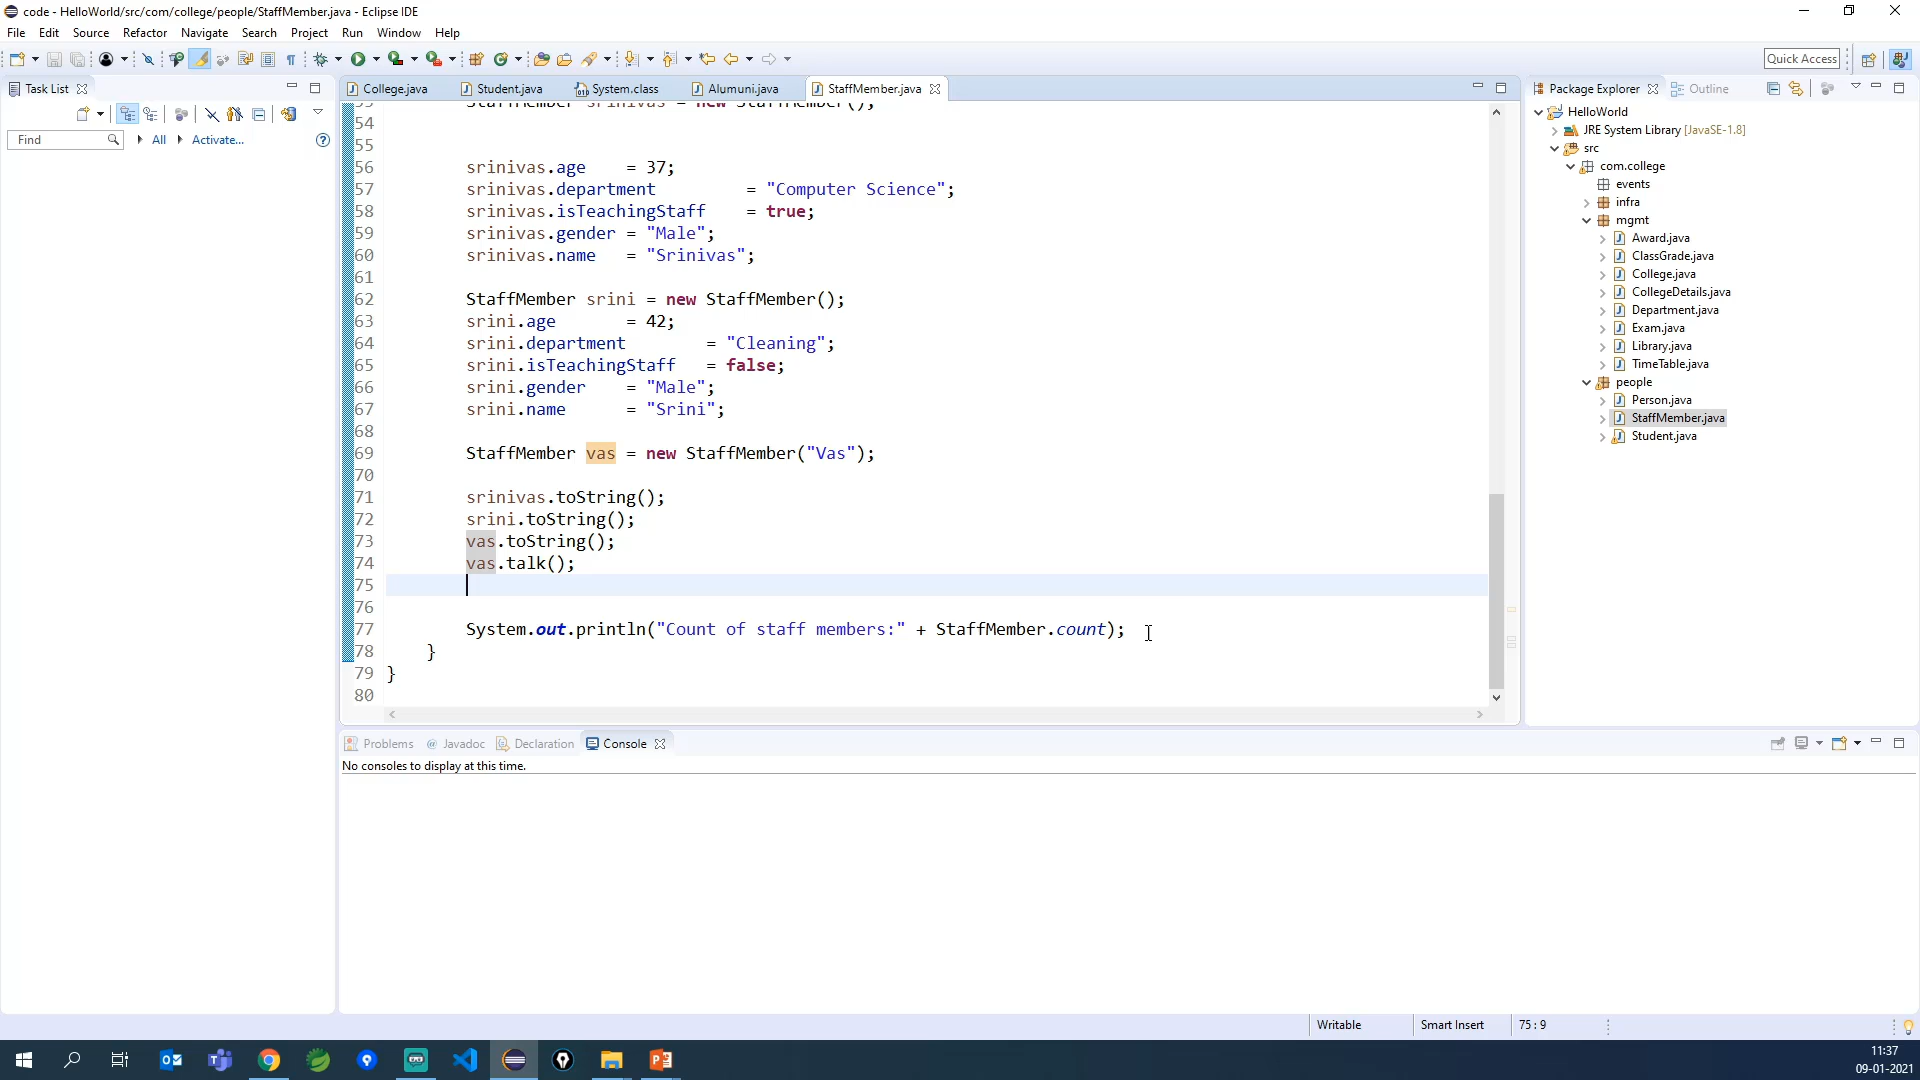 code - HelloWorld/src/com/college/people/StaffMember.java - Eclipse IDE
File Edit Source Refactor Navigate Search Project Run Window Help
Quick Access
Task List
Find All Activate...
College.java Student.java System.class Alumuni.java StaffMember.java
53 StaffMember srinivas = new StaffMember();
54
55
56 srinivas.age = 37;
57 srinivas.department = "Computer Science";
58 srinivas.isTeachingStaff = true;
59 srinivas.gender = "Male";
60 srinivas.name = "Srinivas";
61
62 StaffMember srini = new StaffMember();
63 srini.age = 42;
64 srini.department = "Cleaning";
65 srini.isTeachingStaff = false;
66 srini.gender = "Male";
67 srini.name = "Srini";
68
69 StaffMember vas = new StaffMember("Vas");
70
71 srinivas.toString();
72 srini.toString();
73 vas.toString();
74 vas.talk();
75
76
77 System.out.println("Count of staff members:" + StaffMember.count);
78 }
79 }
80
Package Explorer Outline
HelloWorld
JRE System Library [JavaSE-1.8]
src
com.college
events
infra
mgmt
Award.java
ClassGrade.java
College.java
CollegeDetails.java
Department.java
Exam.java
Library.java
TimeTable.java
people
Person.java
StaffMember.java
Student.java
Problems Javadoc Declaration Console
No consoles to display at this time.
Writable Smart Insert 75 : 9
11:37
09-01-2021